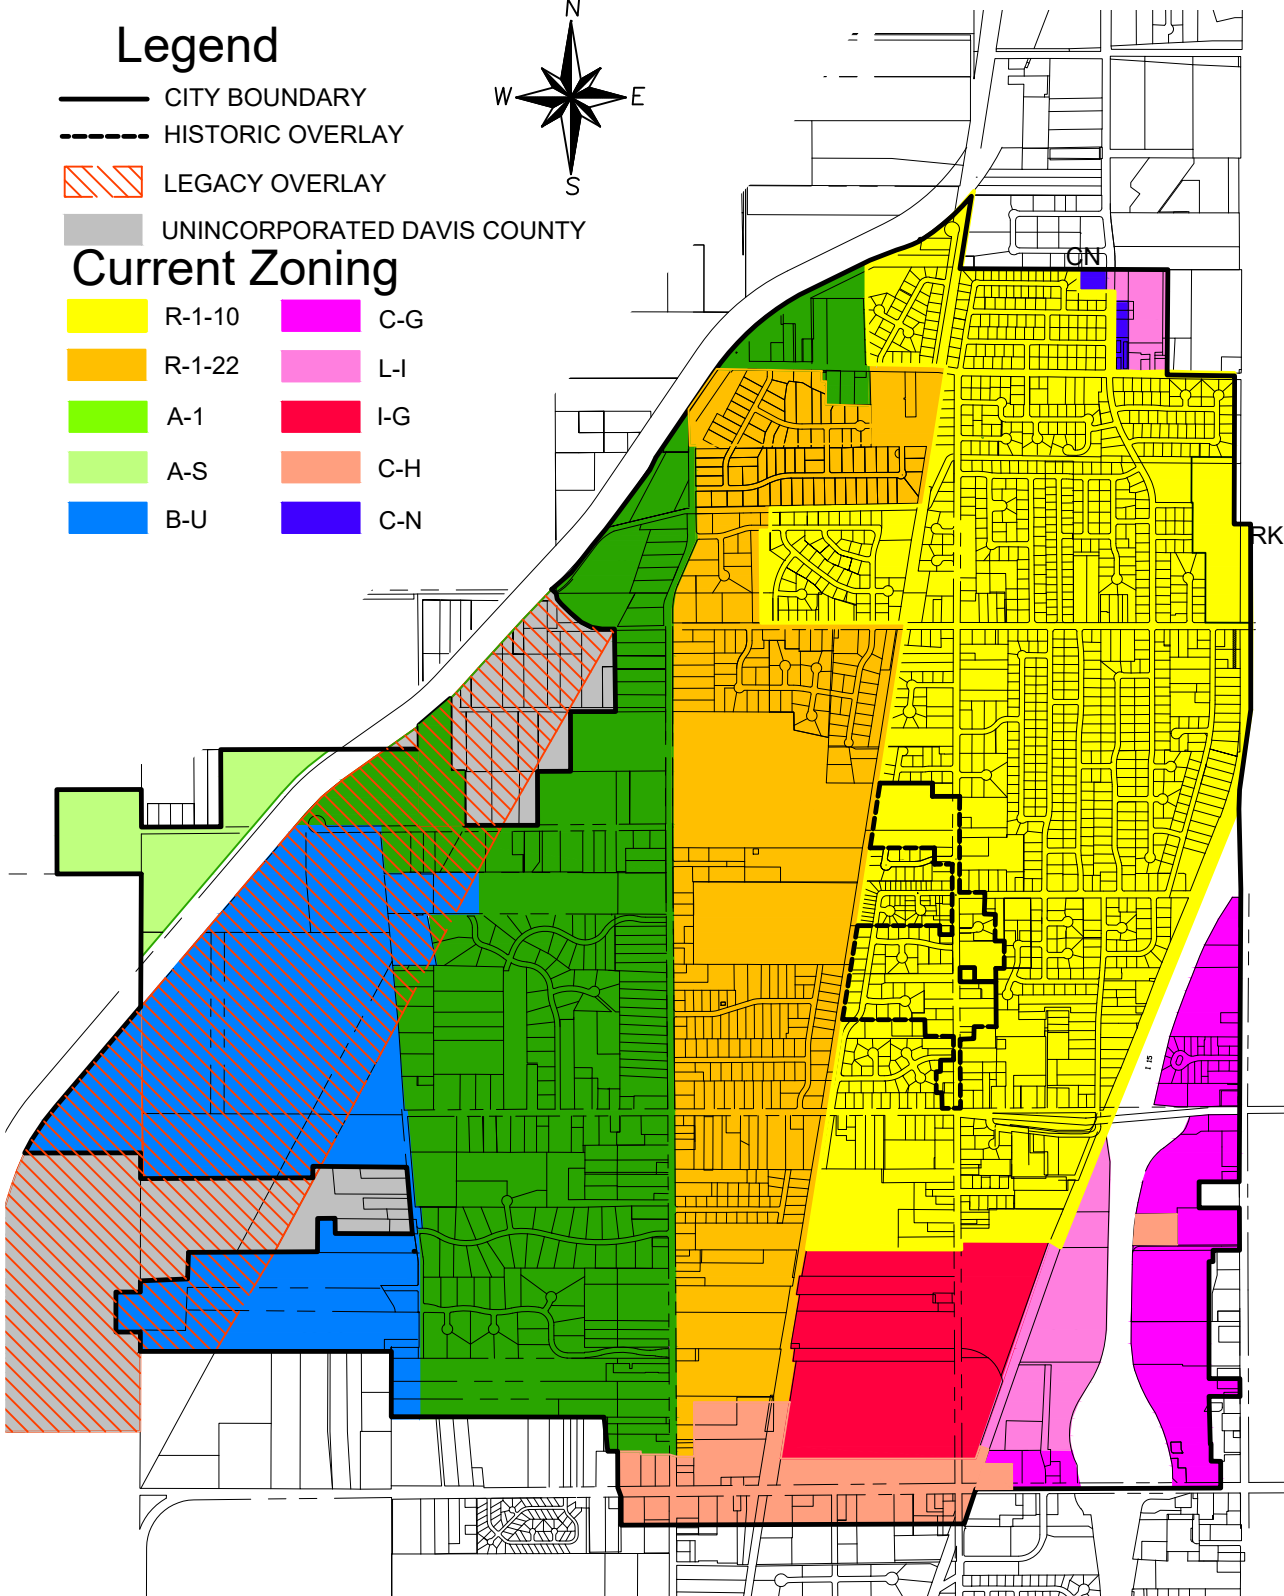 N
Legend
W E
CITY BOUNDARY
HISTORIC OVERLAY
S
LEGACY OVERLAY
UNINCORPORATED DAVIS COUNTY
CN
Current Zoning
R-1-10 C-G
R-1-22 L-I
A-1 I-G
A-S C-H
B-U C-N
RK
I 15